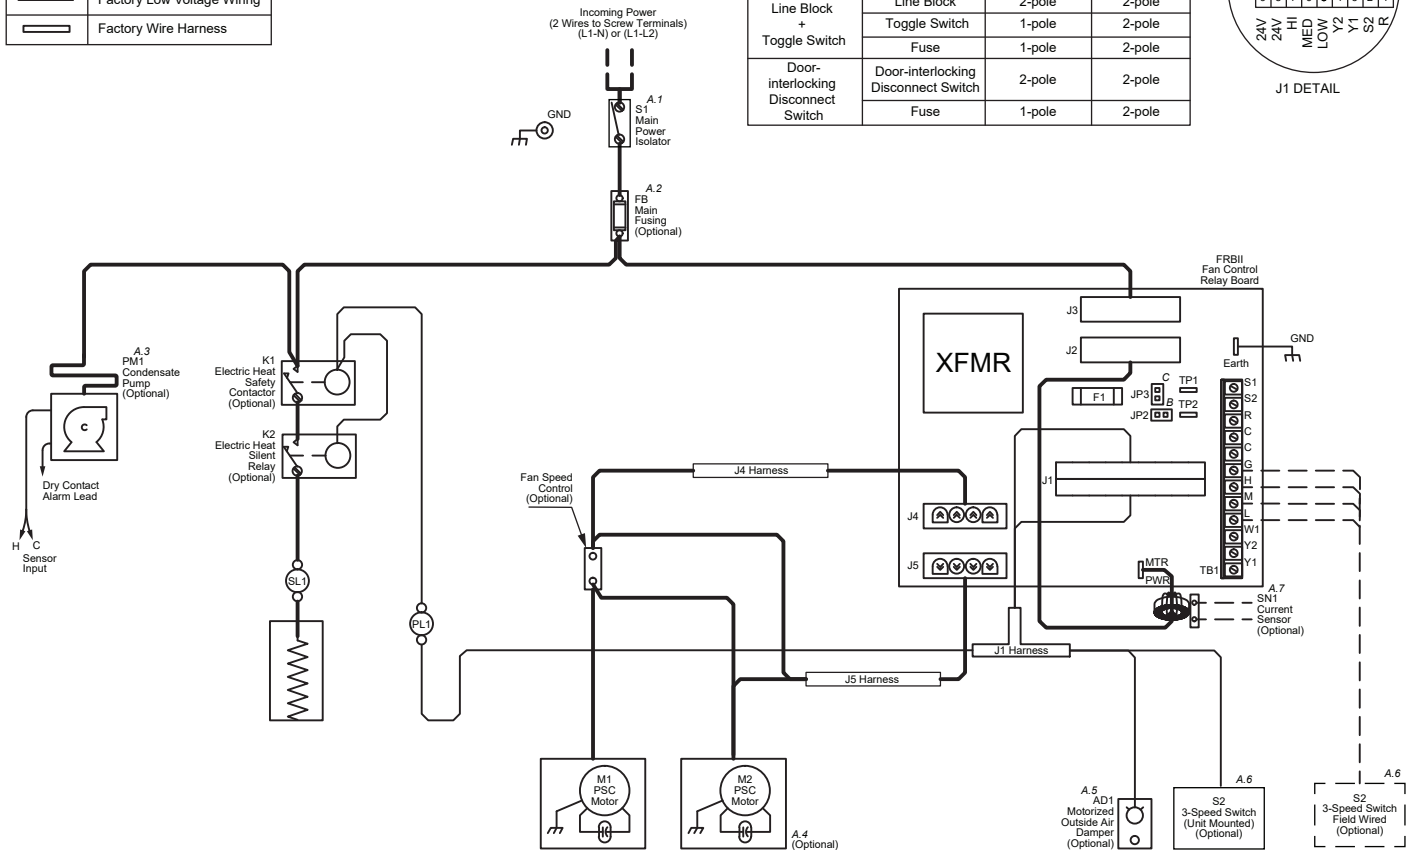 Factory Low Voltage Wiring
Factory Wire Harness
Incoming Power
(2 Wires to Screw Terminals)
(L1-N) or (L1-L2)
Line Block
+
Toggle Switch
Line Block 2-pole 2-pole
Toggle Switch 1-pole 2-pole
Fuse 1-pole 2-pole
Door-
interlocking
Disconnect
Switch
Door-interlocking
Disconnect Switch
2-pole 2-pole
Fuse 1-pole 2-pole
24V
24V
HI
MED
LOW
Y2
Y1
S2
R
J1 DETAIL
GND
A.1
S1
Main
Power
Isolator
A.2
FB
Main
Fusing
(Optional)
A.3
PM1
Condensate
Pump
(Optional)
C
Dry Contact
Alarm Lead
H C
Sensor
Input
K1
Electric Heat
Safety
Contactor
(Optional)
K2
Electric Heat
Silent
Relay
(Optional)
SL1
PL1
Fan Speed
Control
(Optional)
J4 Harness
J5 Harness
J1 Harness
FRBII
Fan Control
Relay Board
XFMR
J3
J2
F1
JP3
C
TP1
JP2
B
TP2
J1
J4
J5
Earth
GND
S1
S2
R
C
C
G
H
M
L
W1
Y2
Y1
TB1
MTR
PWR
A.7
SN1
Current
Sensor
(Optional)
M1
PSC
Motor
M2
PSC
Motor
A.4
(Optional)
A.5
AD1
Motorized
Outside Air
Damper
(Optional)
A.6
S2
3-Speed Switch
(Unit Mounted)
(Optional)
A.6
S2
3-Speed Switch
Field Wired
(Optional)